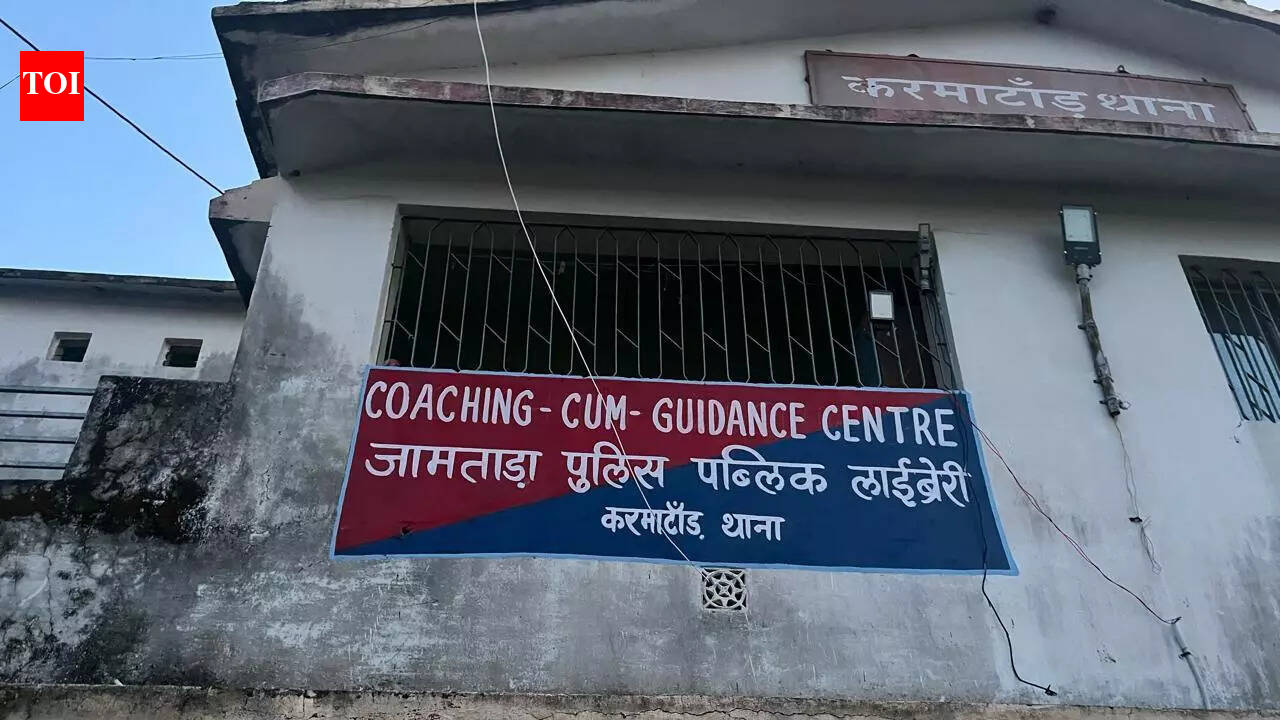 TOI
करमाटाँड़ थाना
COACHING - CUM - GUIDANCE CENTRE
जामताड़ा पुलिस पब्लिक लाईब्रेरी
करमाटाँड़ थाना